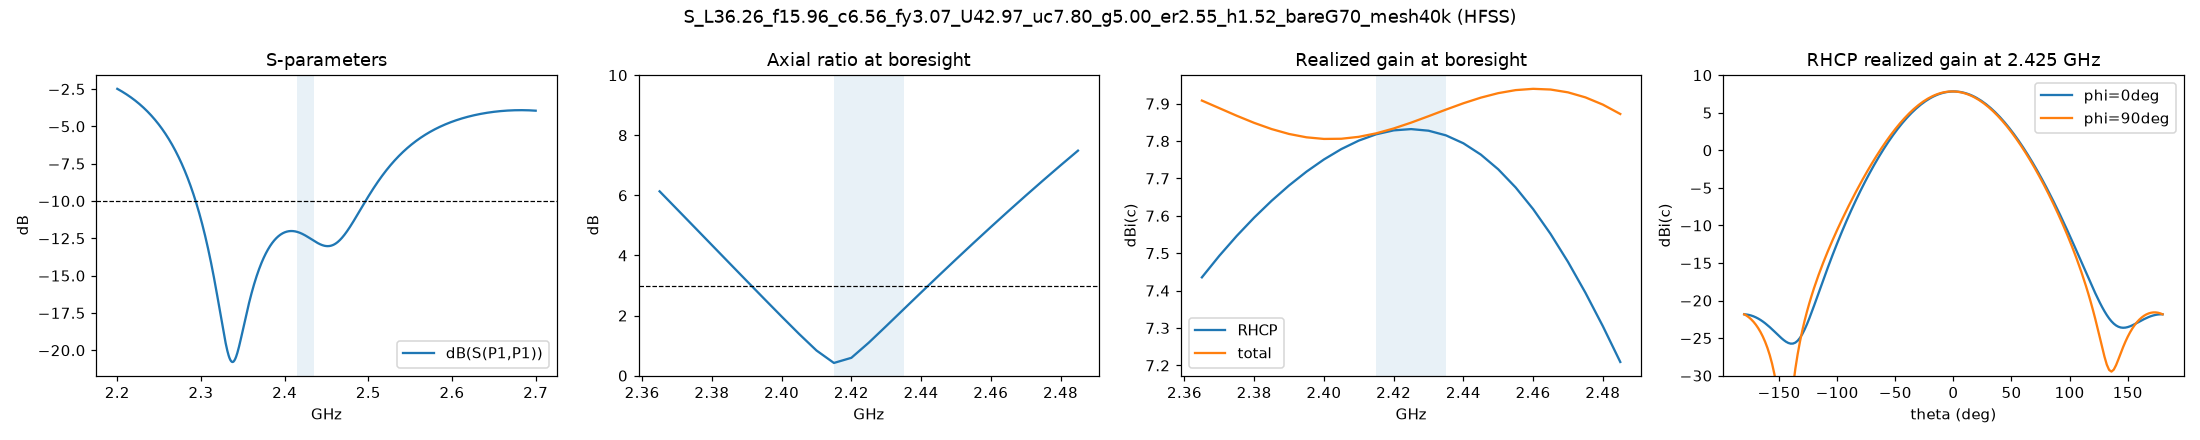 S_L36.26_f15.96_c6.56_fy3.07_U42.97_uc7.80_g5.00_er2.55_h1.52_bareG70_mesh40k (HFSS)
S-parameters
−2.5
−5.0
−7.5
−10.0
−12.5
−15.0
−17.5
−20.0
dB
dB(S(P1,P1))
2.2 2.3 2.4 2.5 2.6 2.7
GHz
Axial ratio at boresight
10
8
6
4
2
0
dB
2.36 2.38 2.40 2.42 2.44 2.46 2.48
GHz
Realized gain at boresight
7.9
7.8
7.7
7.6
7.5
7.4
7.3
7.2
dBi(c)
RHCP
total
2.36 2.38 2.40 2.42 2.44 2.46 2.48
GHz
RHCP realized gain at 2.425 GHz
10
5
0
−5
−10
−15
−20
−25
−30
dBi(c)
phi=0deg
phi=90deg
−150 −100 −50 0 50 100 150
theta (deg)